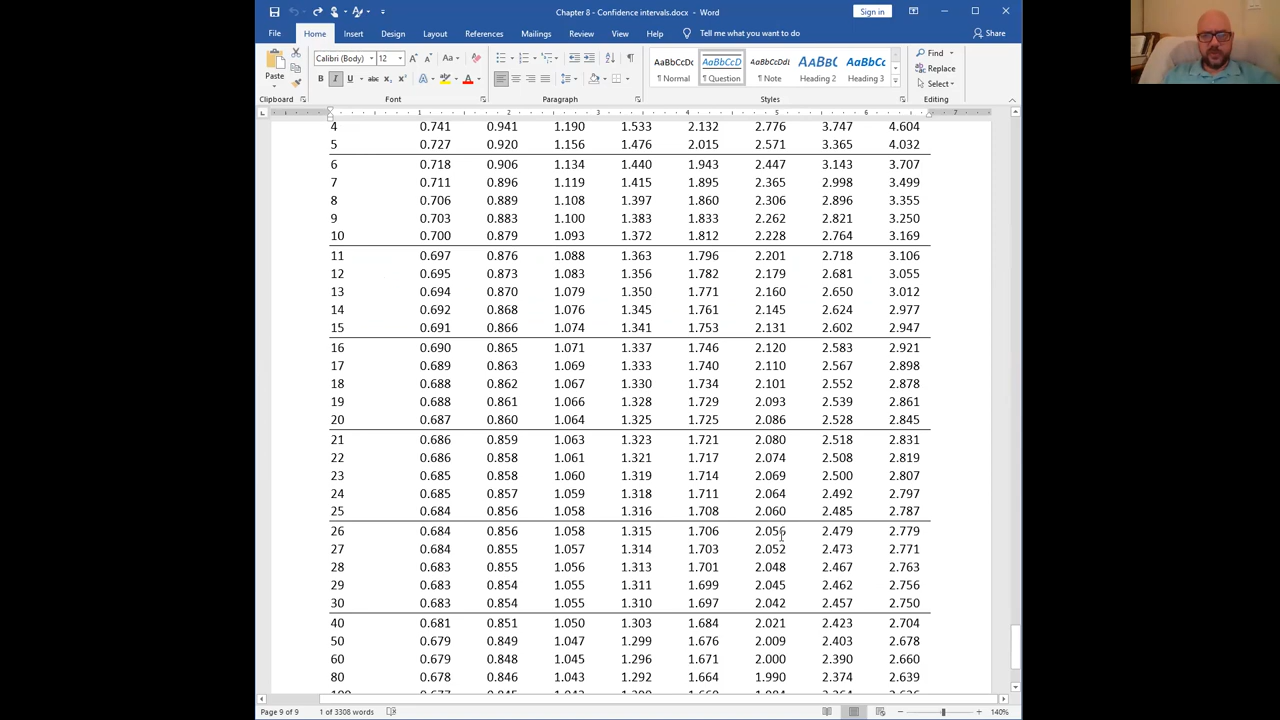 Chapter 8 - Confidence intervals.docx - Word
Sign in
File Home Insert Design Layout References Mailings Review View Help Tell me what you want to do Share
Paste
Calibri (Body) 12
Clipboard
Font
Paragraph
AaBbCcDc AaBbCcD AaBbCcDdI AaBbC AaBbCc
¶ Normal ¶ Question ¶ Note Heading 2 Heading 3
Styles
Find
Replace
Select
Editing
1 2 3 4 5 6 7
4 0.741 0.941 1.190 1.533 2.132 2.776 3.747 4.604
5 0.727 0.920 1.156 1.476 2.015 2.571 3.365 4.032
6 0.718 0.906 1.134 1.440 1.943 2.447 3.143 3.707
7 0.711 0.896 1.119 1.415 1.895 2.365 2.998 3.499
8 0.706 0.889 1.108 1.397 1.860 2.306 2.896 3.355
9 0.703 0.883 1.100 1.383 1.833 2.262 2.821 3.250
10 0.700 0.879 1.093 1.372 1.812 2.228 2.764 3.169
11 0.697 0.876 1.088 1.363 1.796 2.201 2.718 3.106
12 0.695 0.873 1.083 1.356 1.782 2.179 2.681 3.055
13 0.694 0.870 1.079 1.350 1.771 2.160 2.650 3.012
14 0.692 0.868 1.076 1.345 1.761 2.145 2.624 2.977
15 0.691 0.866 1.074 1.341 1.753 2.131 2.602 2.947
16 0.690 0.865 1.071 1.337 1.746 2.120 2.583 2.921
17 0.689 0.863 1.069 1.333 1.740 2.110 2.567 2.898
18 0.688 0.862 1.067 1.330 1.734 2.101 2.552 2.878
19 0.688 0.861 1.066 1.328 1.729 2.093 2.539 2.861
20 0.687 0.860 1.064 1.325 1.725 2.086 2.528 2.845
21 0.686 0.859 1.063 1.323 1.721 2.080 2.518 2.831
22 0.686 0.858 1.061 1.321 1.717 2.074 2.508 2.819
23 0.685 0.858 1.060 1.319 1.714 2.069 2.500 2.807
24 0.685 0.857 1.059 1.318 1.711 2.064 2.492 2.797
25 0.684 0.856 1.058 1.316 1.708 2.060 2.485 2.787
26 0.684 0.856 1.058 1.315 1.706 2.056 2.479 2.779
27 0.684 0.855 1.057 1.314 1.703 2.052 2.473 2.771
28 0.683 0.855 1.056 1.313 1.701 2.048 2.467 2.763
29 0.683 0.854 1.055 1.311 1.699 2.045 2.462 2.756
30 0.683 0.854 1.055 1.310 1.697 2.042 2.457 2.750
40 0.681 0.851 1.050 1.303 1.684 2.021 2.423 2.704
50 0.679 0.849 1.047 1.299 1.676 2.009 2.403 2.678
60 0.679 0.848 1.045 1.296 1.671 2.000 2.390 2.660
80 0.678 0.846 1.043 1.292 1.664 1.990 2.374 2.639
Page 9 of 9 1 of 3308 words 140%